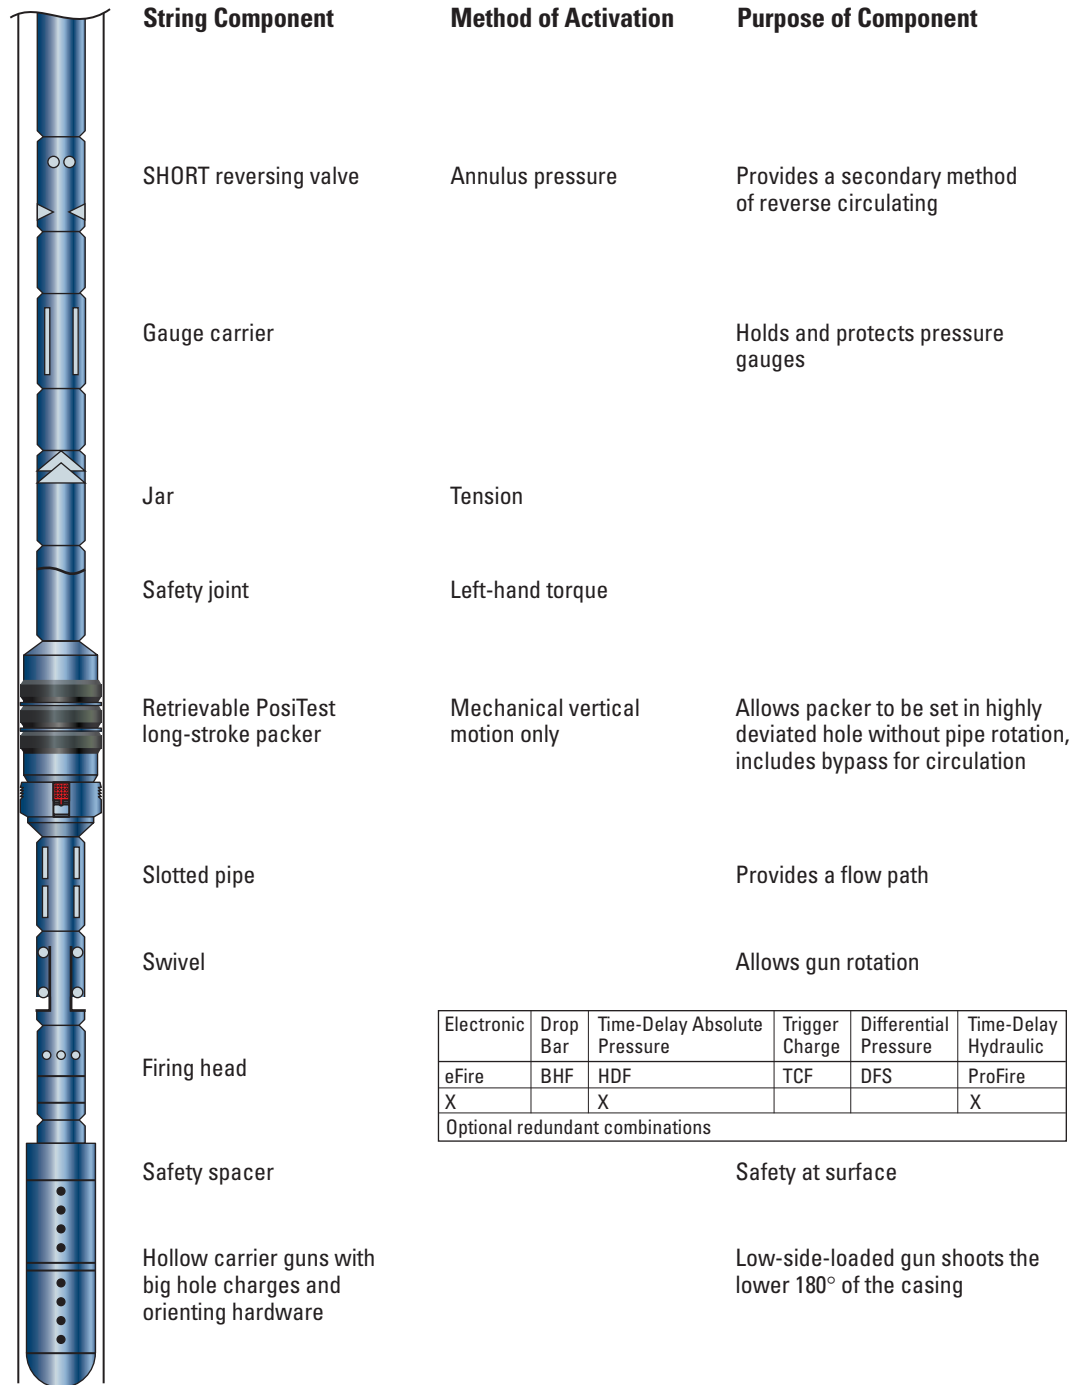 String Component Method of Activation Purpose of Component
SHORT reversing valve Annulus pressure Provides a secondary method
of reverse circulating
Gauge carrier Holds and protects pressure
gauges
Jar Tension
Safety joint Left-hand torque
Retrievable PosiTest Mechanical vertical Allows packer to be set in highly
long-stroke packer motion only deviated hole without pipe rotation,
includes bypass for circulation
Slotted pipe Provides a flow path
Swivel Allows gun rotation
Firing head
Electronic Drop Time-Delay Absolute Trigger Differential Time-Delay
Bar Pressure Charge Pressure Hydraulic
eFire BHF HDF TCF DFS ProFire
X X X
Optional redundant combinations
Safety spacer Safety at surface
Hollow carrier guns with Low-side-loaded gun shoots the
big hole charges and lower 180° of the casing
orienting hardware